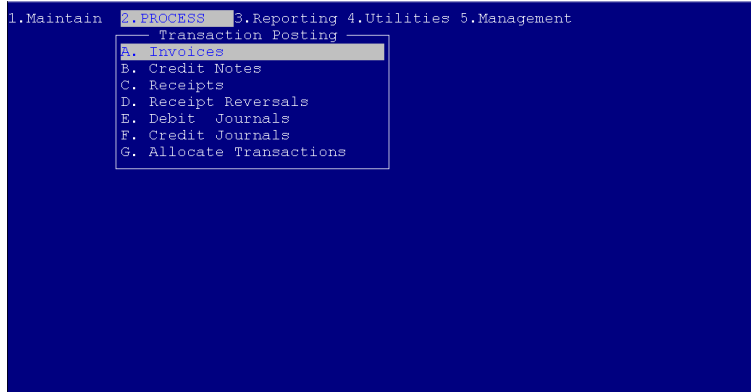 1.Maintain 2.PROCESS 3.Reporting 4.Utilities 5.Management
Transaction Posting
A. Invoices
B. Credit Notes
C. Receipts
D. Receipt Reversals
E. Debit  Journals
F. Credit Journals
G. Allocate Transactions